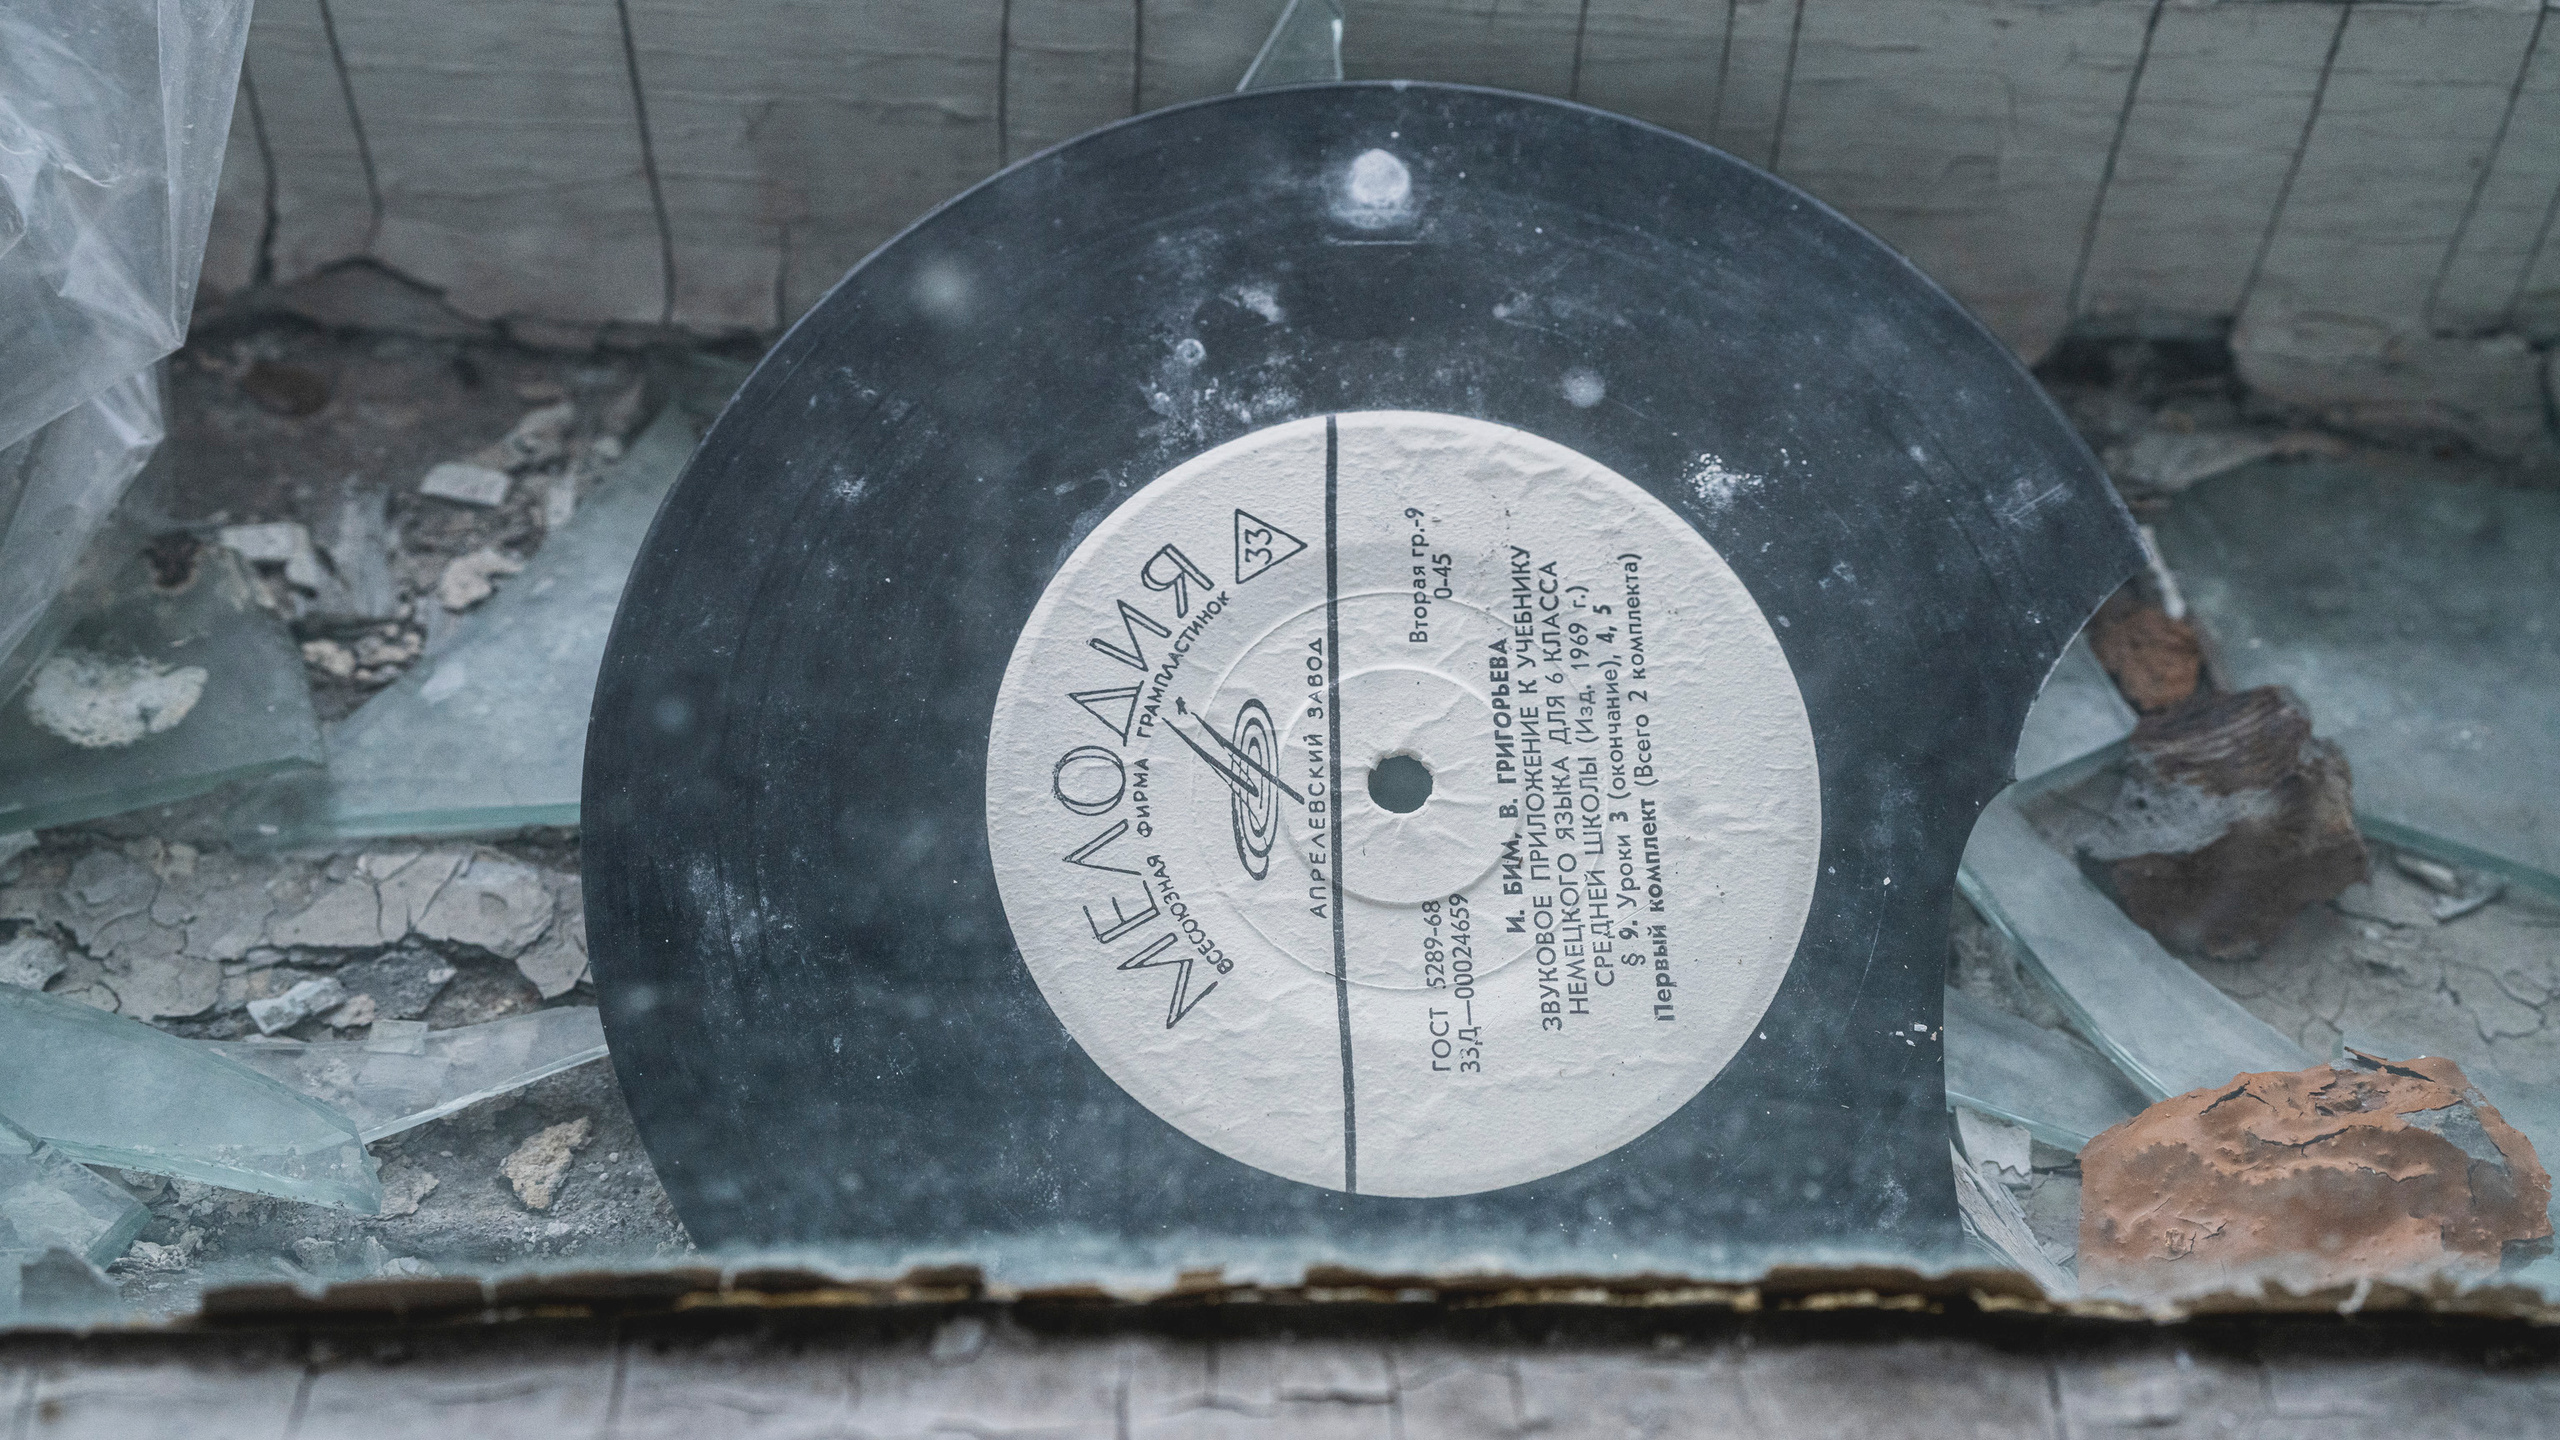 МЕЛОДИЯ
ВСЕСОЮЗНАЯ ФИРМА ГРАМПЛАСТИНОК
33
АПРЕЛЕВСКИЙ ЗАВОД
ГОСТ 5289-68
33Д—00024659
Вторая гр.-9
0-45
И. БИМ, В. ГРИГОРЬЕВА
ЗВУКОВОЕ ПРИЛОЖЕНИЕ К УЧЕБНИКУ
НЕМЕЦКОГО ЯЗЫКА ДЛЯ 6 КЛАССА
СРЕДНЕЙ ШКОЛЫ (Изд. 1969 г.)
§ 9. Уроки 3 (окончание), 4, 5
Первый комплект (Всего 2 комплекта)